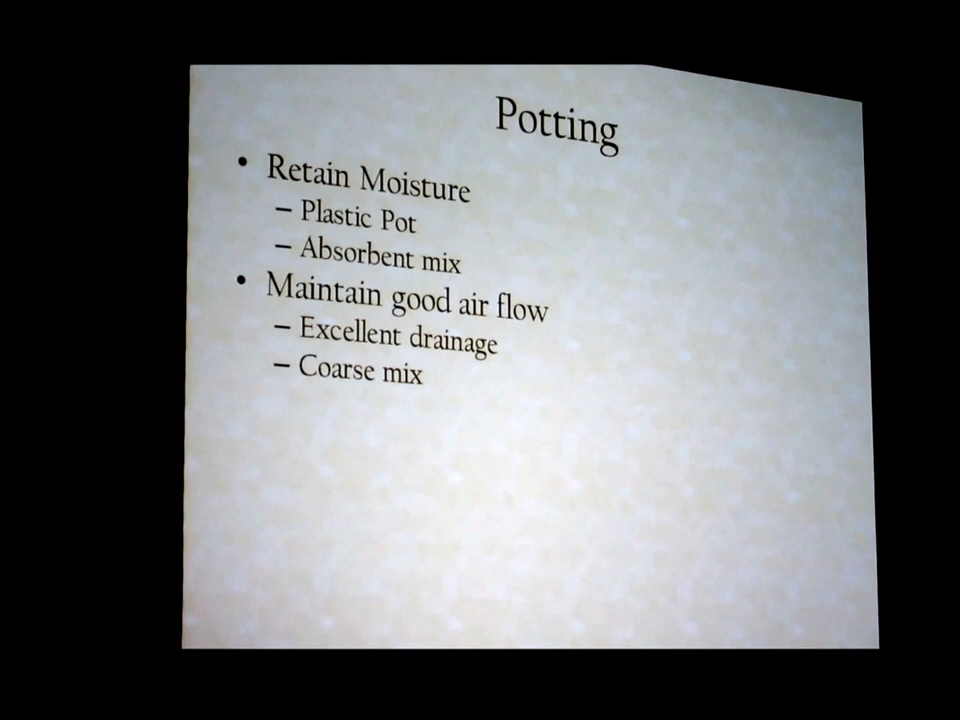 Potting
• Retain Moisture
– Plastic Pot
– Absorbent mix
• Maintain good air flow
– Excellent drainage
– Coarse mix